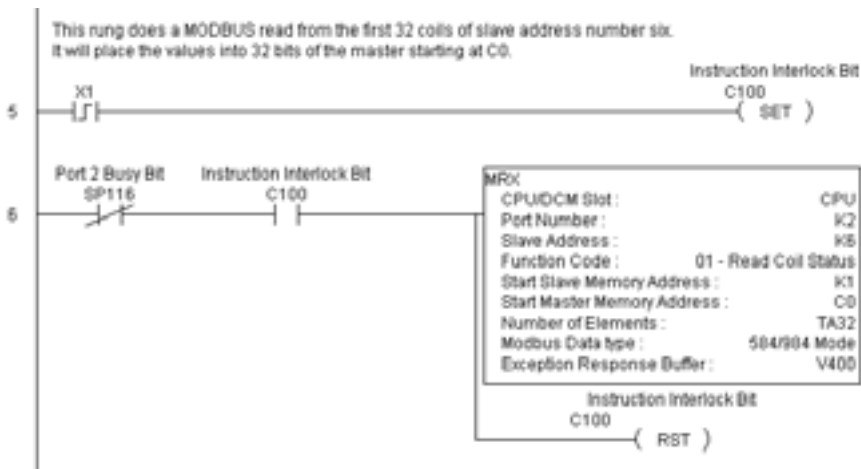 This rung does a MODBUS read from the first 32 coils of slave address number six.
It will place the values into 32 bits of the master starting at C0.
Instruction Interlock Bit
X1
C100
5
( SET )
Port 2 Busy Bit
Instruction Interlock Bit
SP116
C100
6
MRX
CPU/DCM Slot : CPU
Port Number : K2
Slave Address : K6
Function Code : 01 - Read Coil Status
Start Slave Memory Address : K1
Start Master Memory Address : C0
Number of Elements : TA32
Modbus Data type : 584/984 Mode
Exception Response Buffer : V400
Instruction Interlock Bit
C100
( RST )